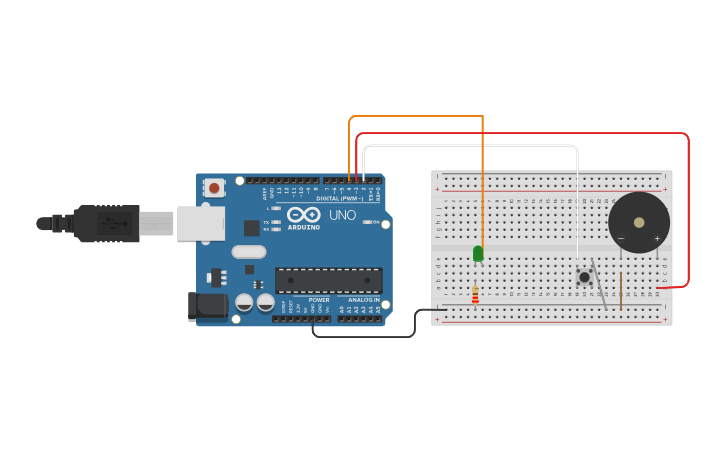 AREF
GND
13
12
~11
~10
~9
8
7
~6
~5
4
~3
2
TX→1
RX←0
DIGITAL (PWM~)
L
TX
RX
UNO
ON
ARDUINO
POWER
ANALOG IN
IOREF
RESET
3.3V
5V
GND
GND
Vin
A0
A1
A2
A3
A4
A5